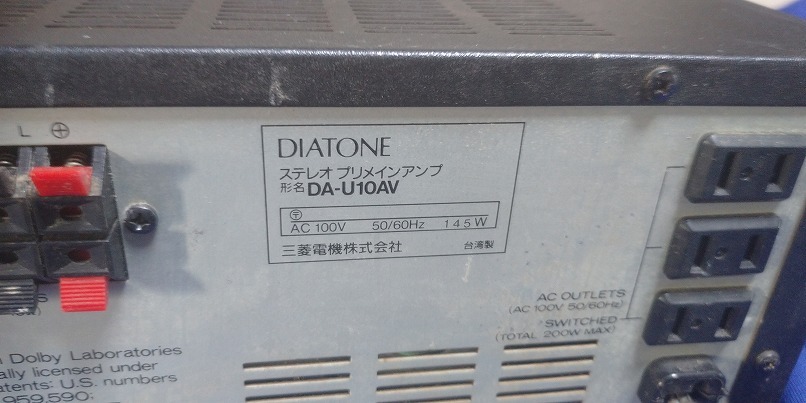 L ⊕
DIATONE
ステレオ プリメインアンプ
形名 DA-U10AV
〒
AC 100V 50/60Hz 145W
三菱電機株式会社 台湾製
AC OUTLETS
(AC 100V 50/60Hz)
SWITCHED
(TOTAL 200W MAX)
Dolby Laboratories
ally licensed under
atents: U.S. numbers
959,590;